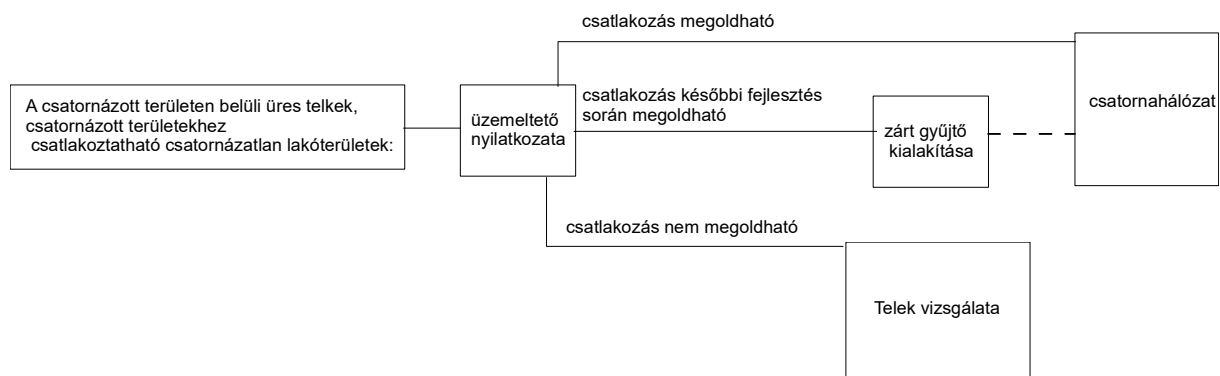 csatlakozás megoldható
A csatornázott területen belüli üres telkek,
csatornázott területekhez
csatlakoztatható csatornázatlan lakóterületek:
üzemeltető
nyilatkozata
csatlakozás későbbi fejlesztés
során megoldható
zárt gyűjtő
kialakítása
csatornahálózat
csatlakozás nem megoldható
Telek vizsgálata